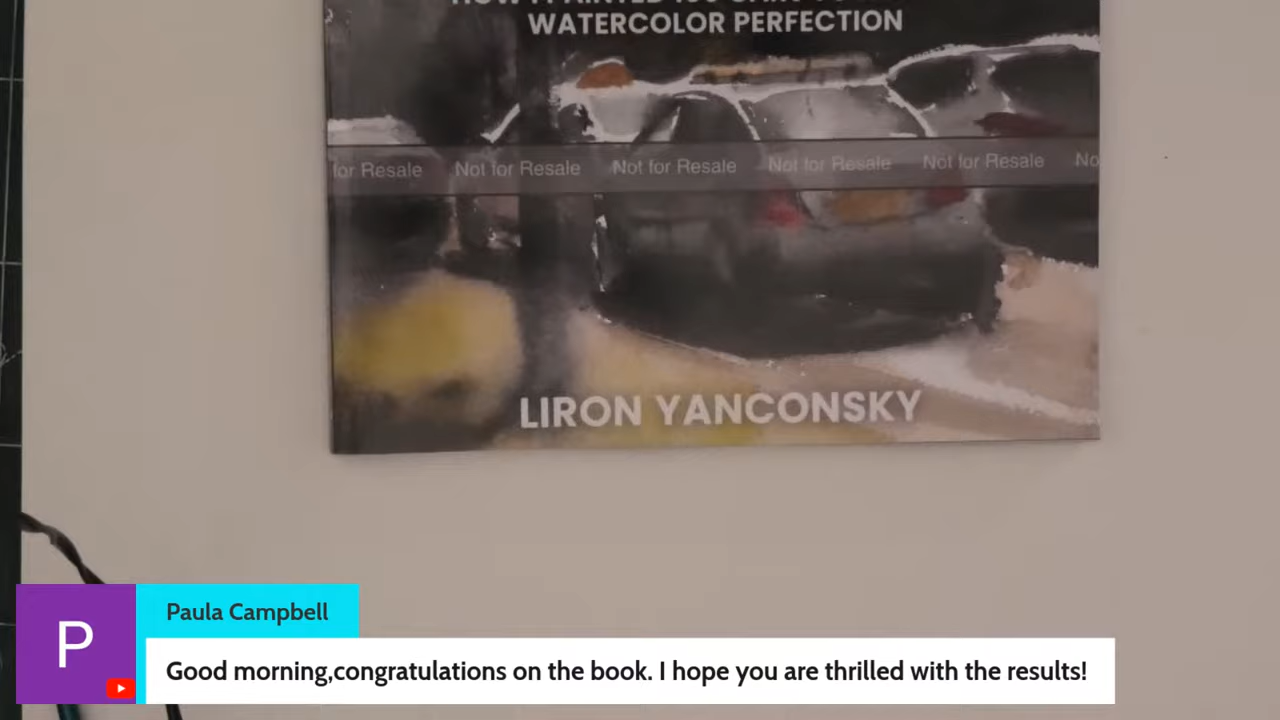 WATERCOLOR PERFECTION
for Resale Not for Resale Not for Resale Not for Resale Not for Resale No
LIRON YANCONSKY
P
Paula Campbell
Good morning,congratulations on the book. I hope you are thrilled with the results!